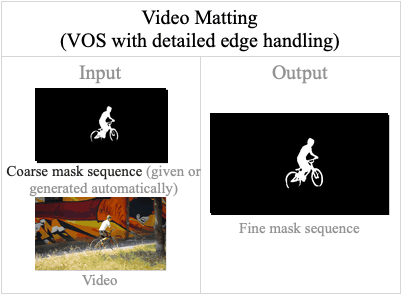 Video Matting
(VOS with detailed edge handling)
Input
Output
Coarse mask sequence (given or
generated automatically)
Video
Fine mask sequence